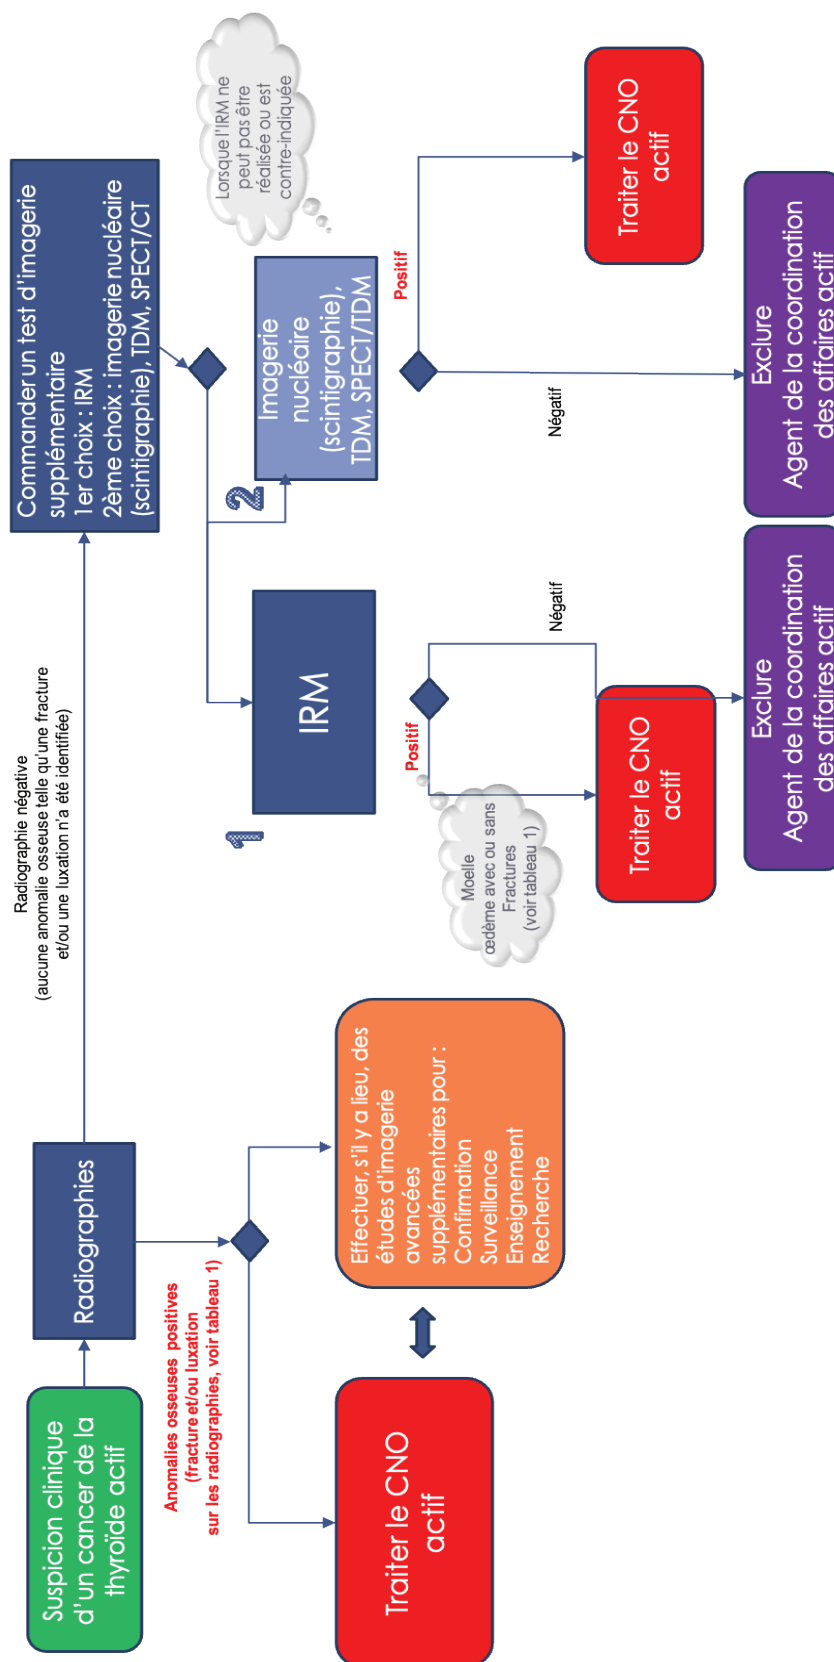 Suspicion clinique
d'un cancer de la
thyroïde actif
Radiographies
Radiographie négative
(aucune anomalie osseuse telle qu'une fracture
et/ou une luxation n'a été identifiée)
Commander un test d'imagerie
supplémentaire
1er choix : IRM
2ème choix : imagerie nucléaire
(scintigraphie), TDM, SPECT/CT
Anomalies osseuses positives
(fracture et/ou luxation
sur les radiographies, voir tableau 1)
Traiter le CNO
actif
Effectuer, s'il y a lieu, des
études d'imagerie
avancées
supplémentaires pour :
Confirmation
Surveillance
Enseignement
Recherche
1
IRM
2
Imagerie
nucléaire
(scintigraphie),
TDM, SPECT/TDM
Lorsque l'IRM ne
peut pas être
réalisée ou est
contre-indiquée
Positif
Moelle
œdème avec ou sans
Fractures
(voir tableau 1)
Négatif
Traiter le CNO
actif
Exclure
Agent de la coordination
des affaires actif
Positif
Négatif
Traiter le CNO
actif
Exclure
Agent de la coordination
des affaires actif